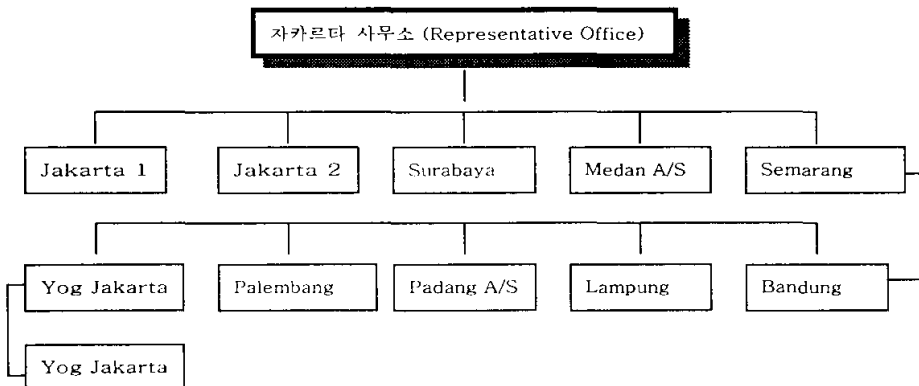 자카르타 사무소 (Representative Office)
Jakarta 1
Jakarta 2
Surabaya
Medan A/S
Semarang
Yog Jakarta
Palembang
Padang A/S
Lampung
Bandung
Yog Jakarta